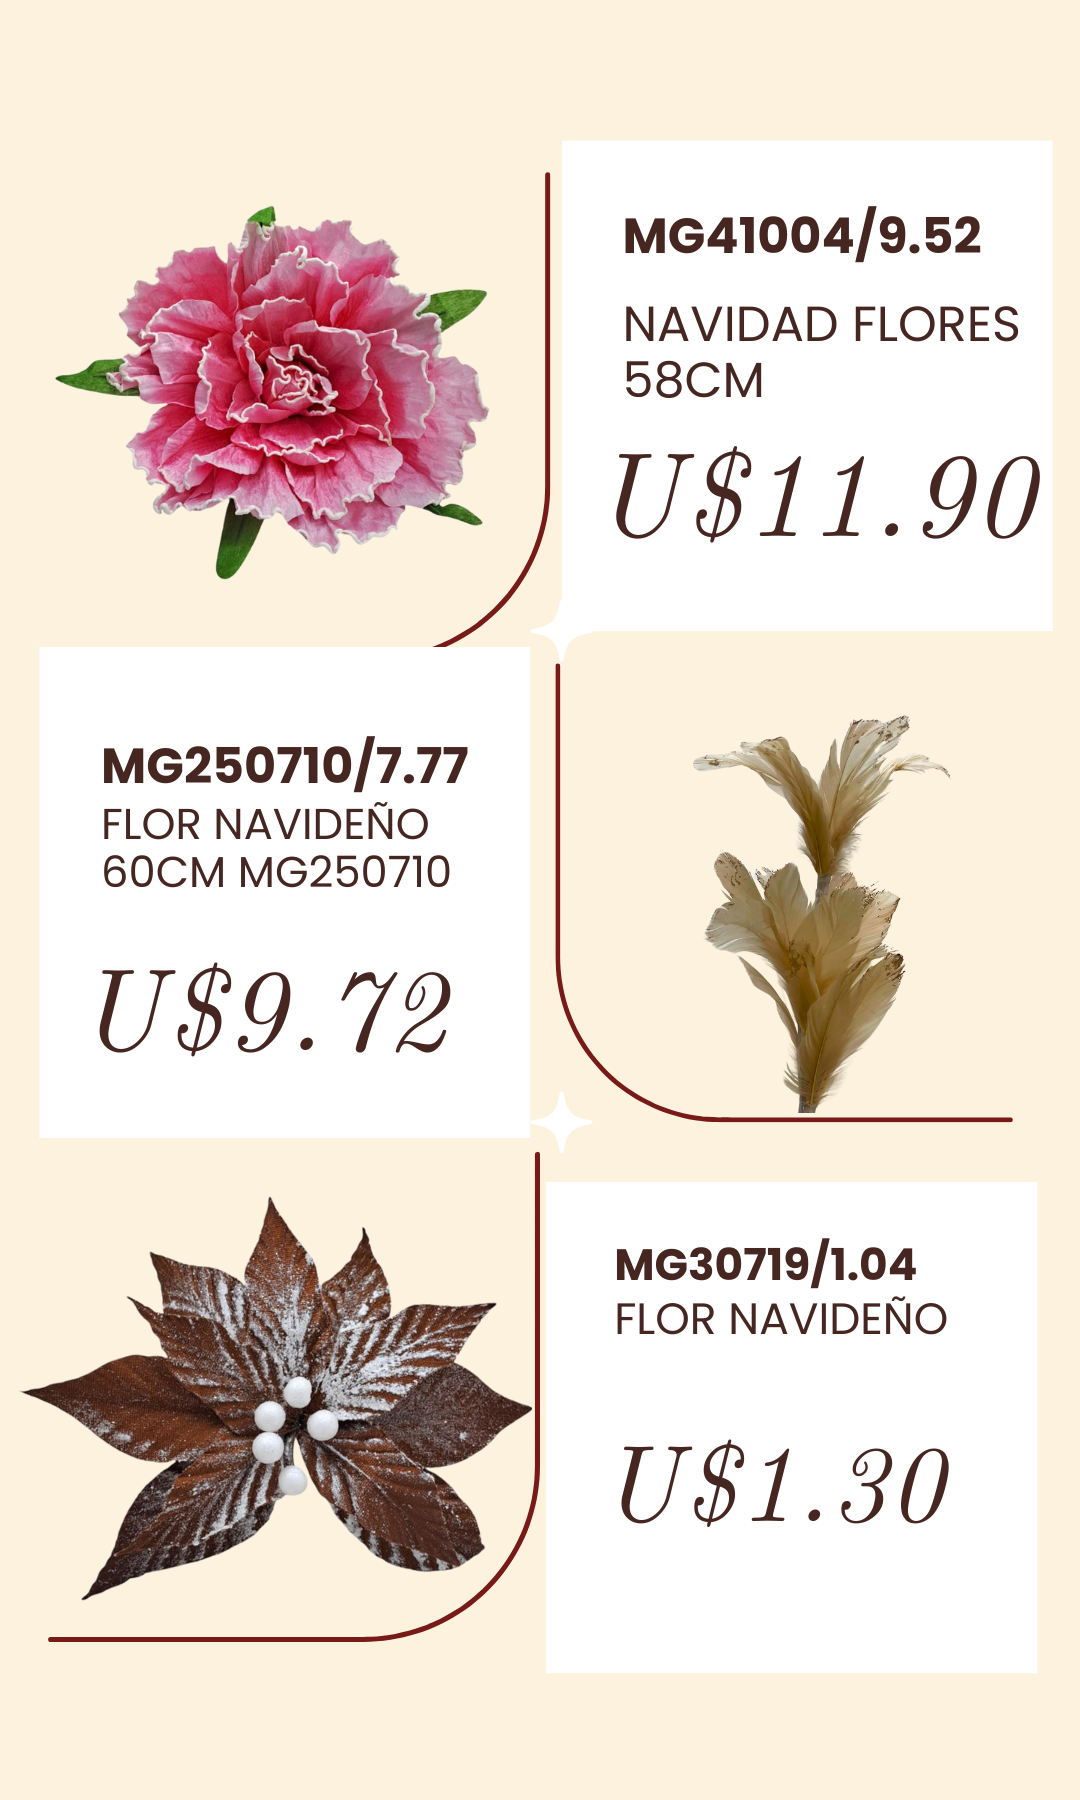 MG41004/9.52
NAVIDAD FLORES
58CM
U$11.90
MG250710/7.77
FLOR NAVIDEÑO
60CM MG250710
U$9.72
MG30719/1.04
FLOR NAVIDEÑO
U$1.30